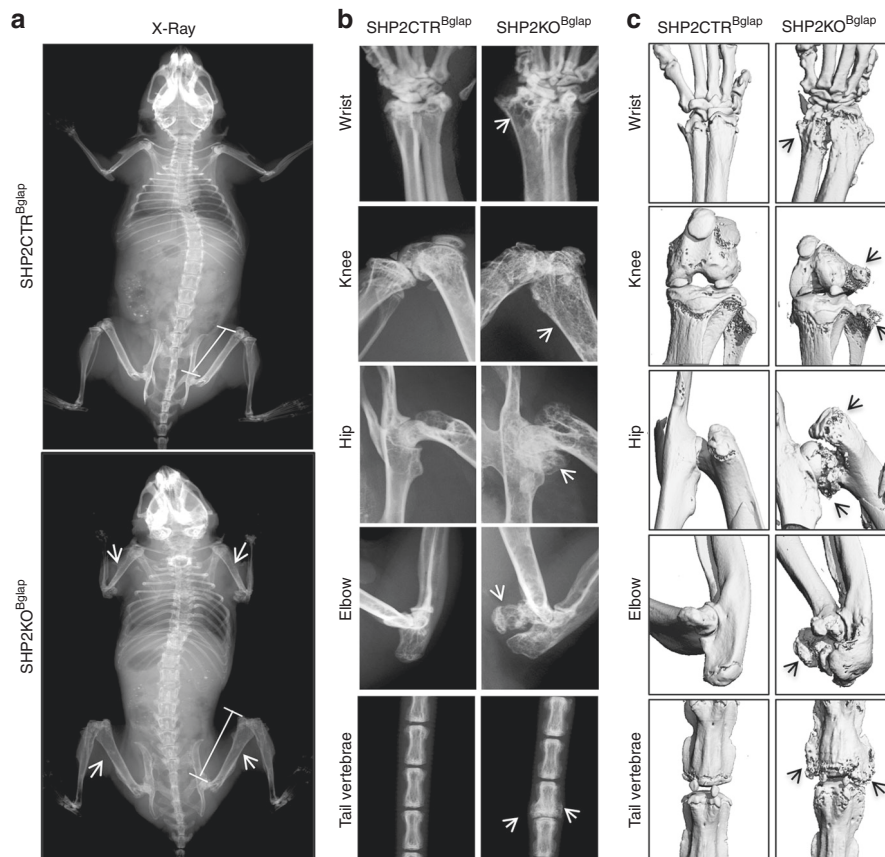 a
X-Ray
SHP2CTR^Bglap
SHP2KO^Bglap
b
SHP2CTR^Bglap SHP2KO^Bglap
Wrist
Knee
Hip
Elbow
Tail vertebrae
c
SHP2CTR^Bglap SHP2KO^Bglap
Wrist
Knee
Hip
Elbow
Tail vertebrae